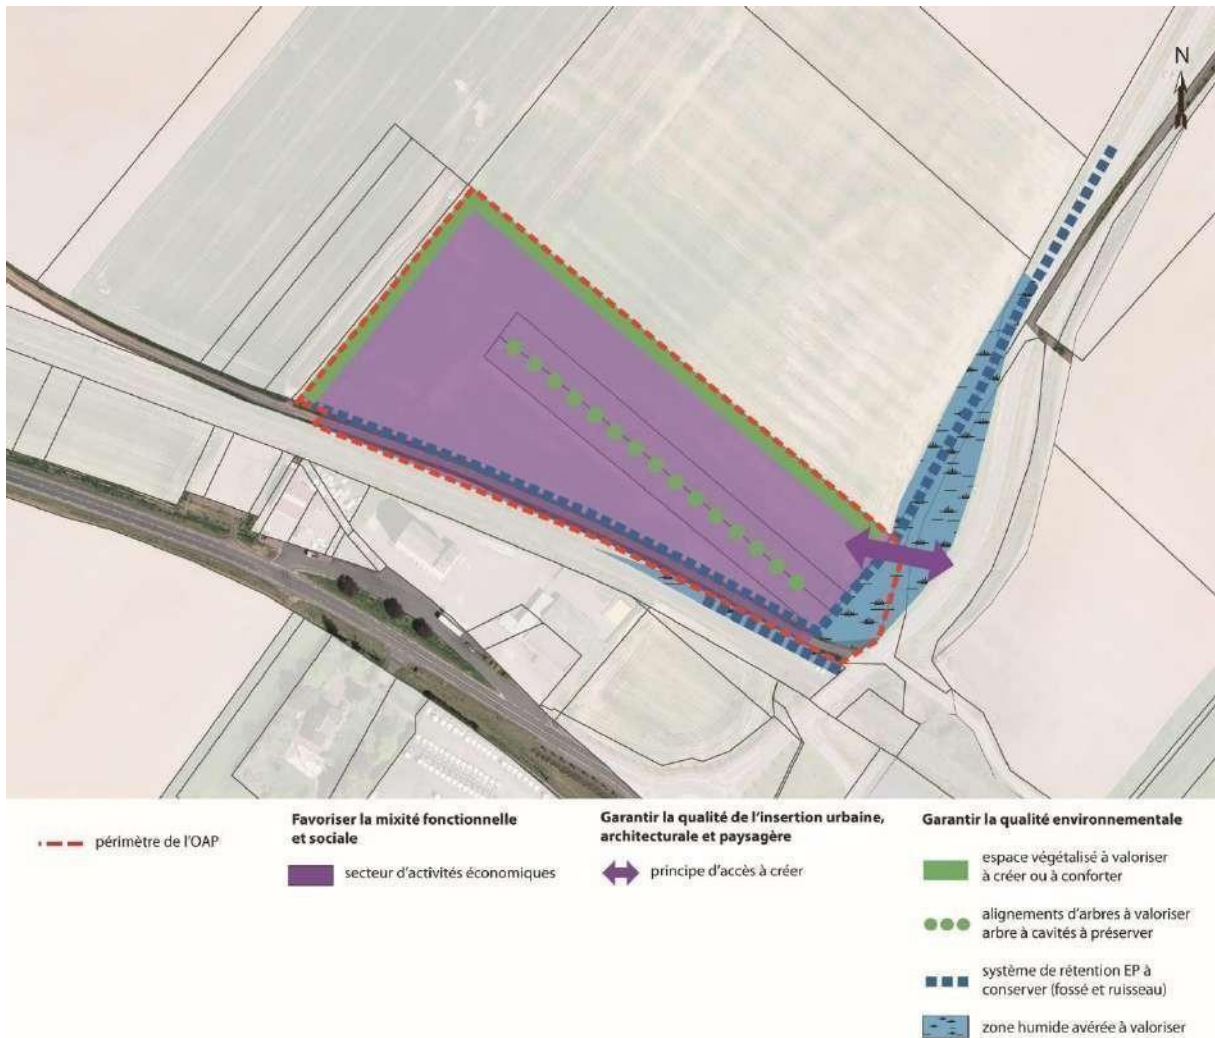 N
périmètre de l'OAP
Favoriser la mixité fonctionnelle
et sociale
secteur d'activités économiques
Garantir la qualité de l'insertion urbaine,
architecturale et paysagère
principe d'accès à créer
Garantir la qualité environnementale
espace végétalisé à valoriser
à créer ou à conforter
alignements d'arbres à valoriser
arbre à cavités à préserver
système de rétention EP à
conserver (fossé et ruisseau)
zone humide avérée à valoriser